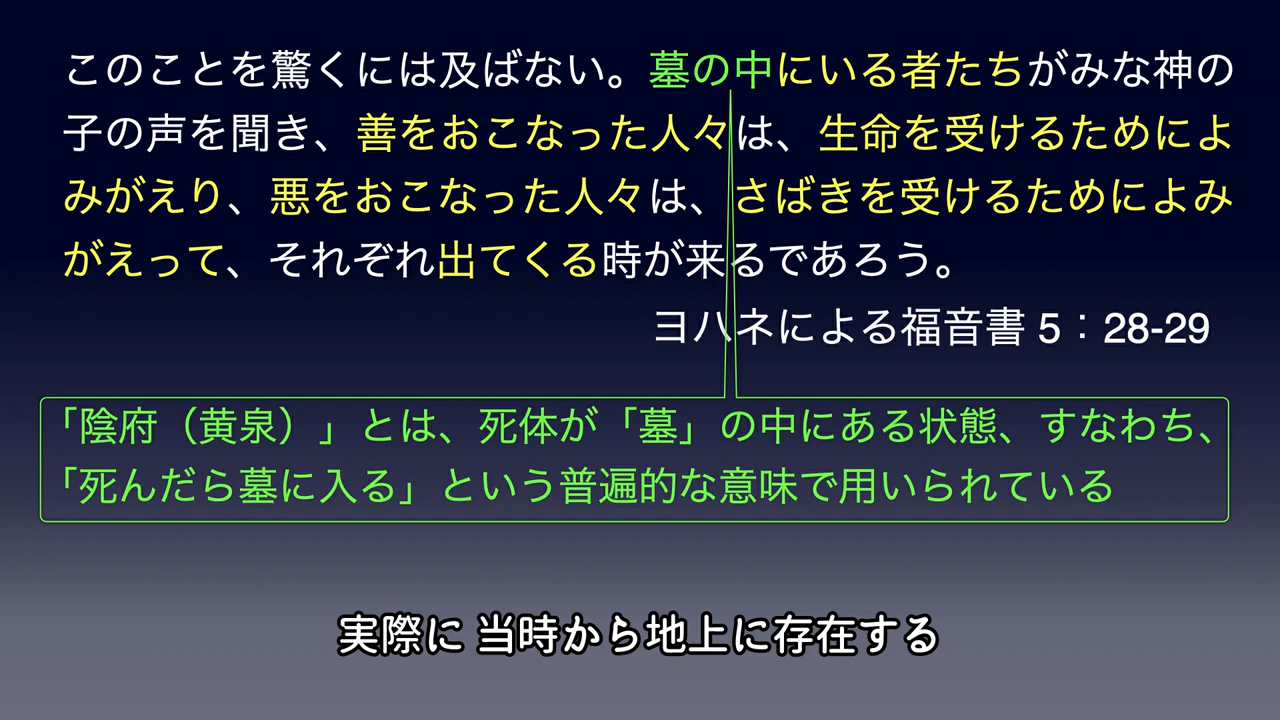 このことを驚くには及ばない。墓の中にいる者たちがみな神の
子の声を聞き、善をおこなった人々は、生命を受けるためによ
みがえり、悪をおこなった人々は、さばきを受けるためによみ
がえって、それぞれ出てくる時が来るであろう。
ヨハネによる福音書 5：28-29
「陰府（黄泉）」とは、死体が「墓」の中にある状態、すなわち、
「死んだら墓に入る」という普遍的な意味で用いられている
実際に 当時から地上に存在する